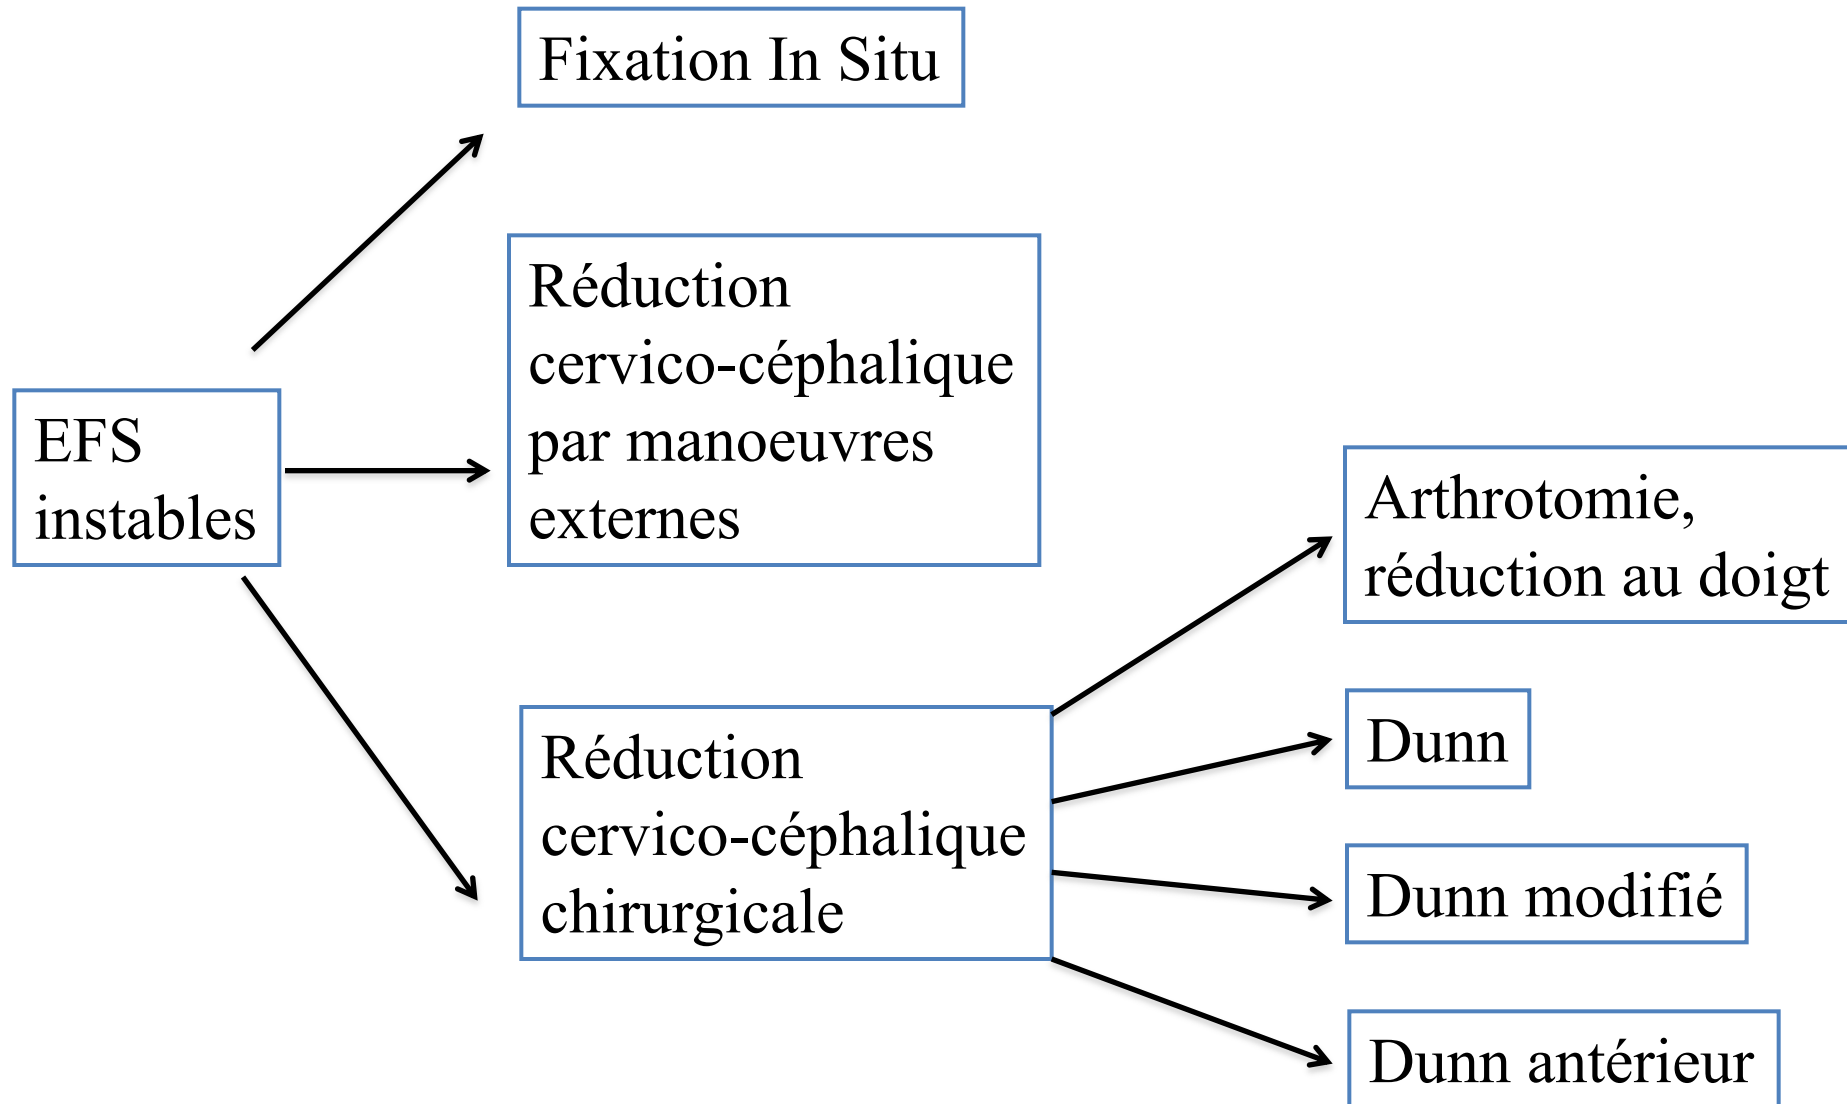 Fixation In Situ
Réduction
cervico-céphalique
par manoeuvres
externes
EFS
instables
Arthrotomie,
réduction au doigt
Réduction
cervico-céphalique
chirurgicale
Dunn
Dunn modifié
Dunn antérieur